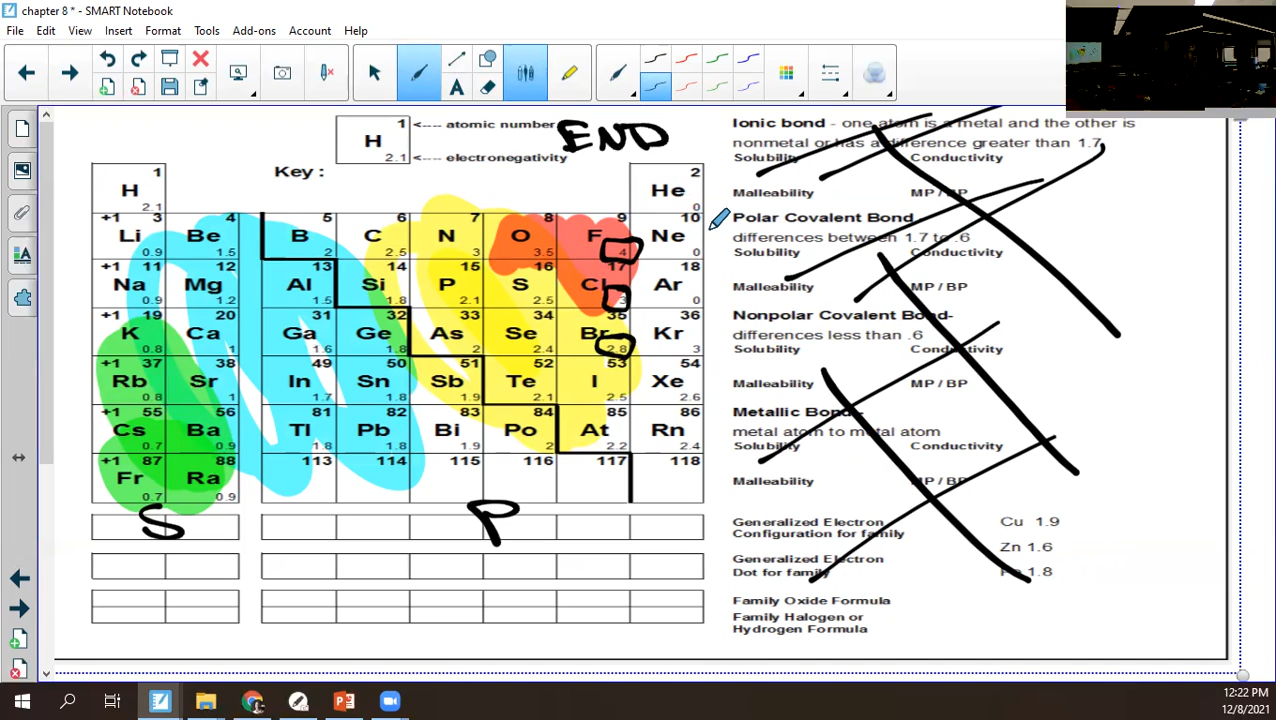 chapter 8 * - SMART Notebook
File Edit View Insert Format Tools Add-ons Account Help
1 <---- atomic number END
H
2.1 <---- electronegativity
Key :
1 2
H He
2.1 0
+1 3 4 5 6 7 8 9 10
Li Be B C N O F Ne
1 1.5 2 2.5 3 3.5 4 0
+1 11 12 13 14 15 16 17 18
Na Mg Al Si P S Cl Ar
0.9 1.2 1.5 1.8 2.1 2.5 3 0
+1 19 20 31 32 33 34 35 36
K Ca Ga Ge As Se Br Kr
0.8 1 1.6 1.8 2 2.4 2.8 3
+1 37 38 49 50 51 52 53 54
Rb Sr In Sn Sb Te I Xe
0.8 1 1.7 1.8 1.9 2.1 2.5 2.6
+1 55 56 81 82 83 84 85 86
Cs Ba Tl Pb Bi Po At Rn
0.7 0.9 1.8 1.8 1.9 2 2.2 2.4
+1 87 88 113 114 115 116 117 118
Fr Ra
0.7 0.9
S P
Ionic bond - one atom is a metal and the other is
nonmetal or has a difference greater than 1.7
Solubility Conductivity
Malleability MP / BP
Polar Covalent Bond
differences between 1.7 to .6
Solubility Conductivity
Malleability MP / BP
Nonpolar Covalent Bond-
differences less than .6
Solubility Conductivity
Malleability MP / BP
Metallic Bond -
metal atom to metal atom
Solubility Conductivity
Malleability MP / BP
Generalized Electron
Configuration for family
Cu 1.9
Zn 1.6
Generalized Electron
Dot for family
1.8
Family Oxide Formula
Family Halogen or
Hydrogen Formula
12:22 PM
12/8/2021